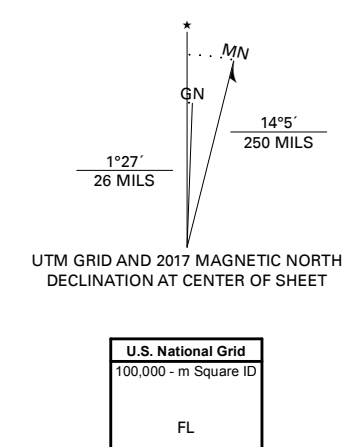 ★
MN
GN
14°5´
250 MILS
1°27´
26 MILS
UTM GRID AND 2017 MAGNETIC NORTH
DECLINATION AT CENTER OF SHEET
U.S. National Grid
100,000 - m Square ID
FL